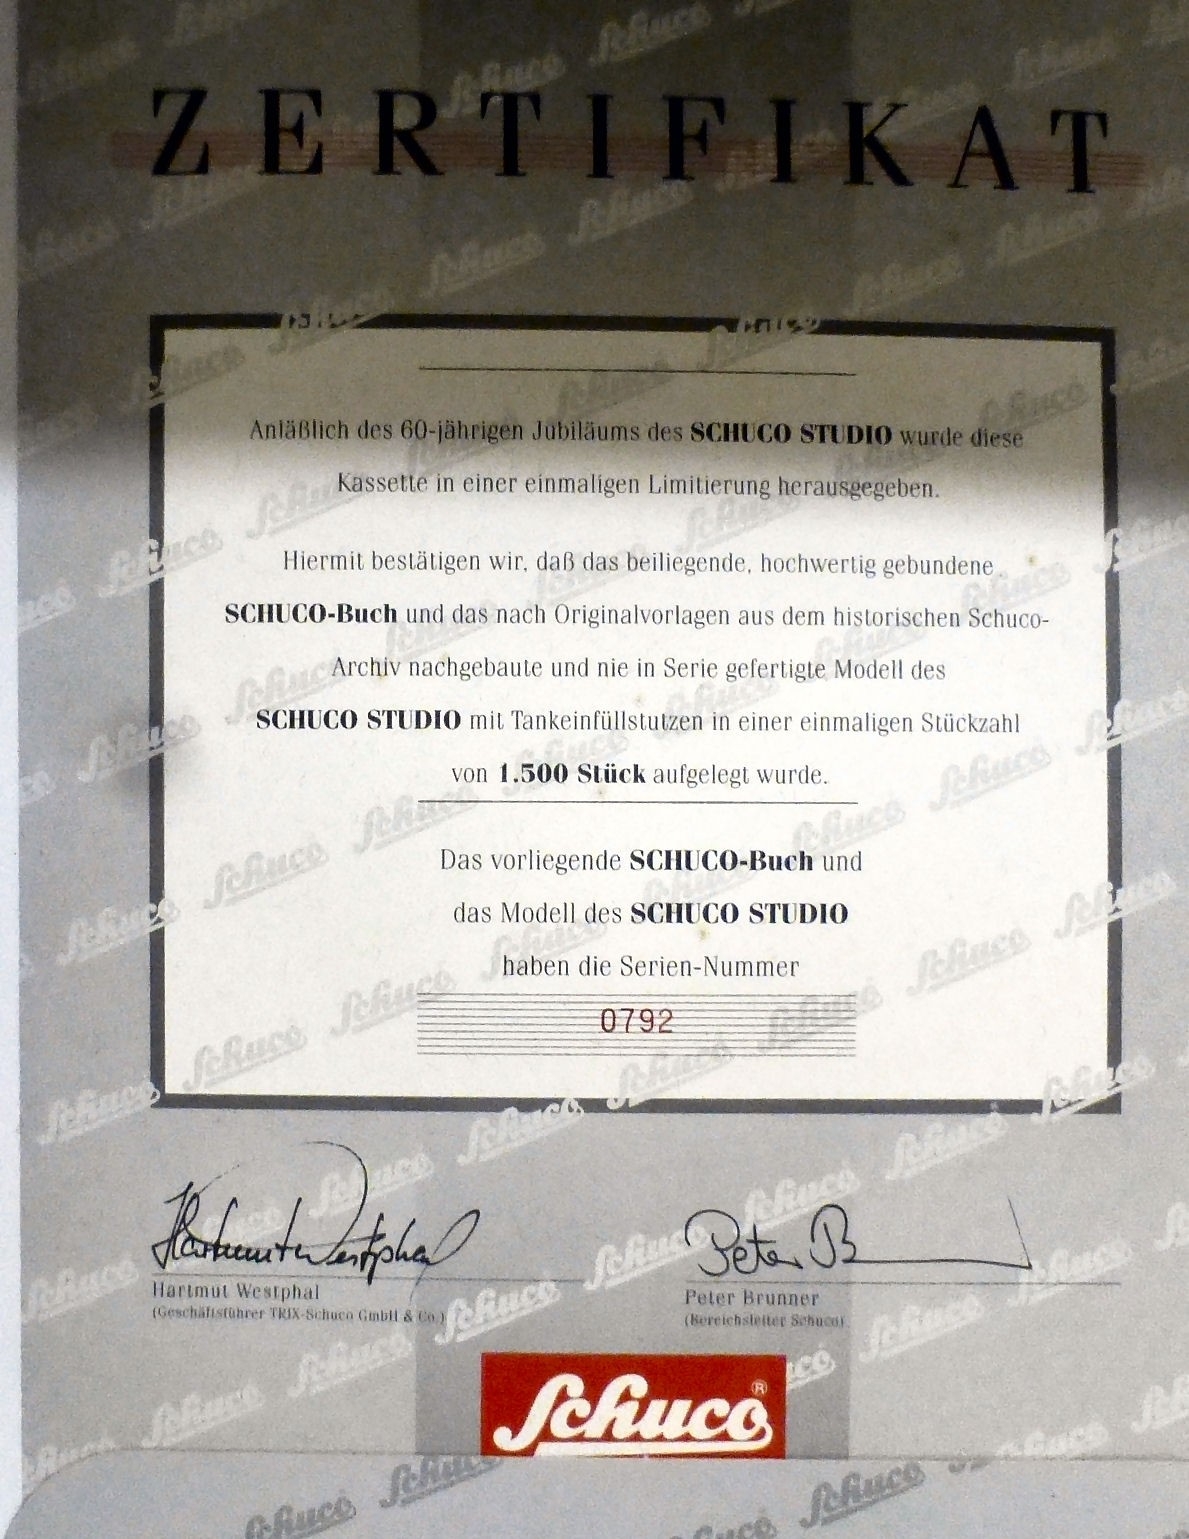 ZERTIFIKAT
Anläßlich des 60-jährigen Jubiläums des SCHUCO STUDIO wurde diese
Kassette in einer einmaligen Limitierung herausgegeben.
Hiermit bestätigen wir, daß das beiliegende, hochwertig gebundene
SCHUCO-Buch und das nach Originalvorlagen aus dem historischen Schuco-
Archiv nachgebaute und nie in Serie gefertigte Modell des
SCHUCO STUDIO mit Tankeinfüllstutzen in einer einmaligen Stückzahl
von 1.500 Stück aufgelegt wurde.
Das vorliegende SCHUCO-Buch und
das Modell des SCHUCO STUDIO
haben die Serien-Nummer
0792
Hartmut Westphal Peter B
Hartmut Westphal Peter Brunner
(Geschäftsführer TRIX-Schuco GmbH & Co.) (Bereichsleiter Schuco)
Schuco®